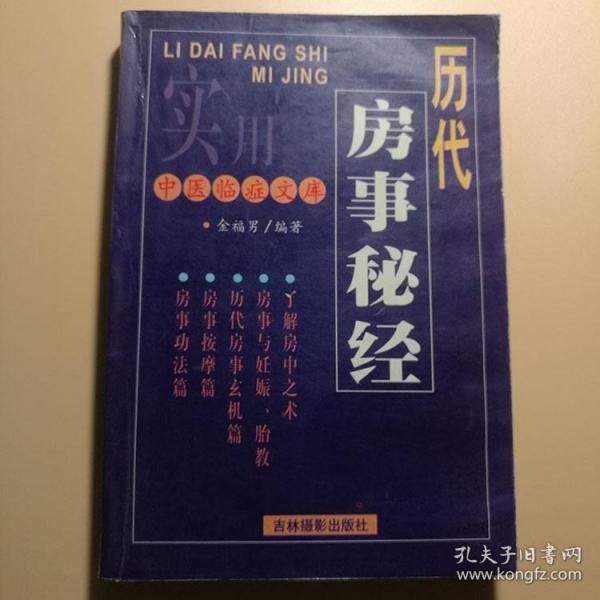 LI DAI FANG SHI
MI JING
历代
房事秘经
实用
中医临症文库
•金福男/编著
•了解房中之术
•房事与妊娠、胎教
•历代房事玄机篇
•房事按摩篇
•房事功法篇
吉林摄影出版社
孔夫子旧书网
www.kongfz.com